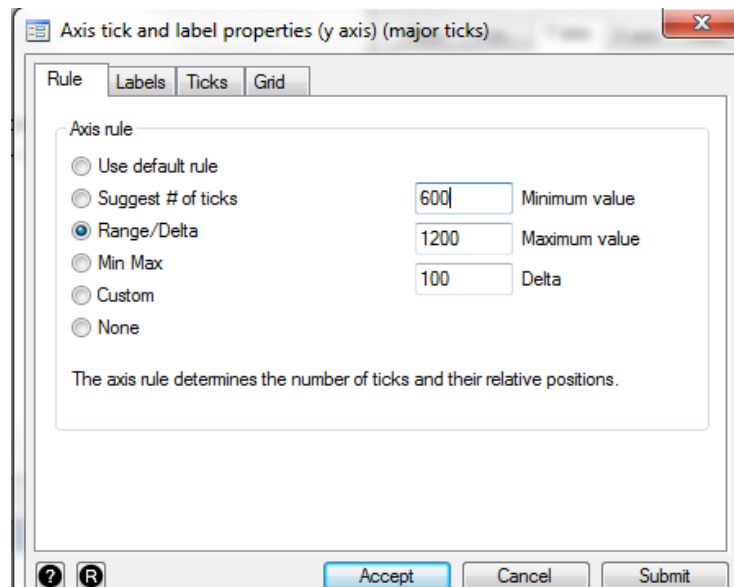 Axis tick and label properties (y axis) (major ticks)
Rule Labels Ticks Grid
Axis rule
Use default rule
Suggest # of ticks 600 Minimum value
Range/Delta 1200 Maximum value
Min Max 100 Delta
Custom
None
The axis rule determines the number of ticks and their relative positions.
? R Accept Cancel Submit